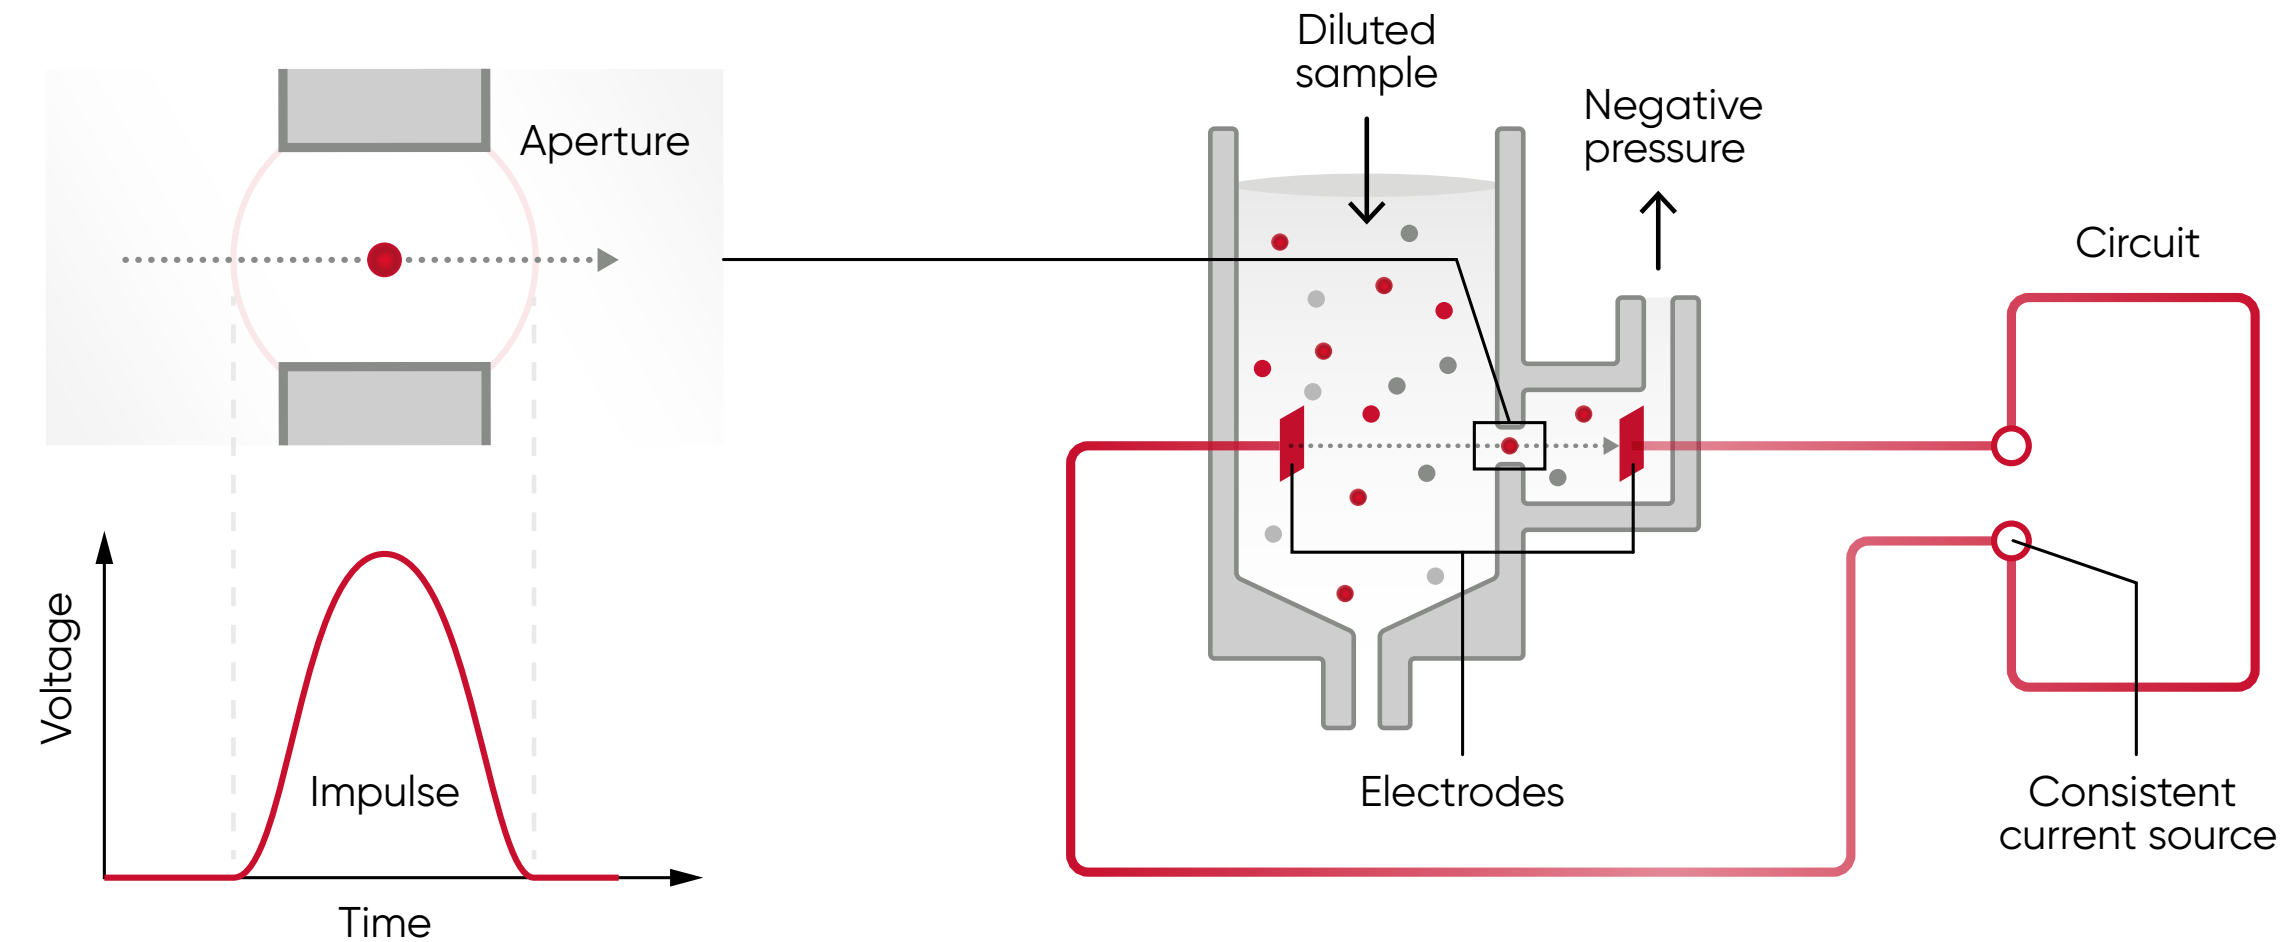 Diluted
sample
Negative
pressure
Aperture
Circuit
Voltage
Impulse
Time
Electrodes
Consistent
current source